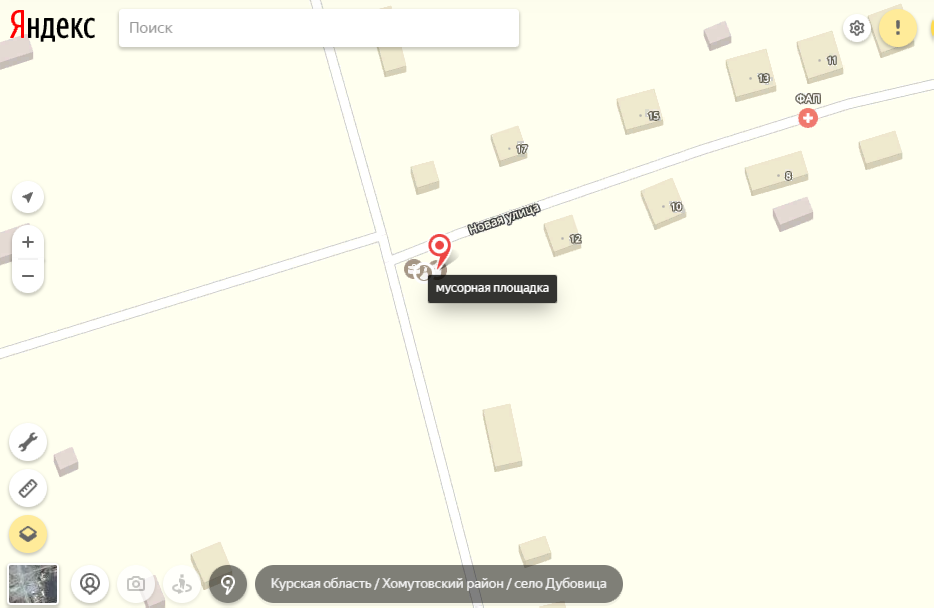 Яндекс
Поиск
11
13
ФАП
15
17
8
10
Новая улица
12
мусорная площадка
Курская область / Хомутовский район / село Дубовица